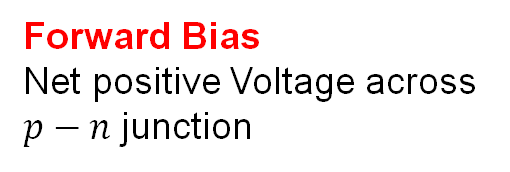 Forward Bias
Net positive Voltage across
p − n junction